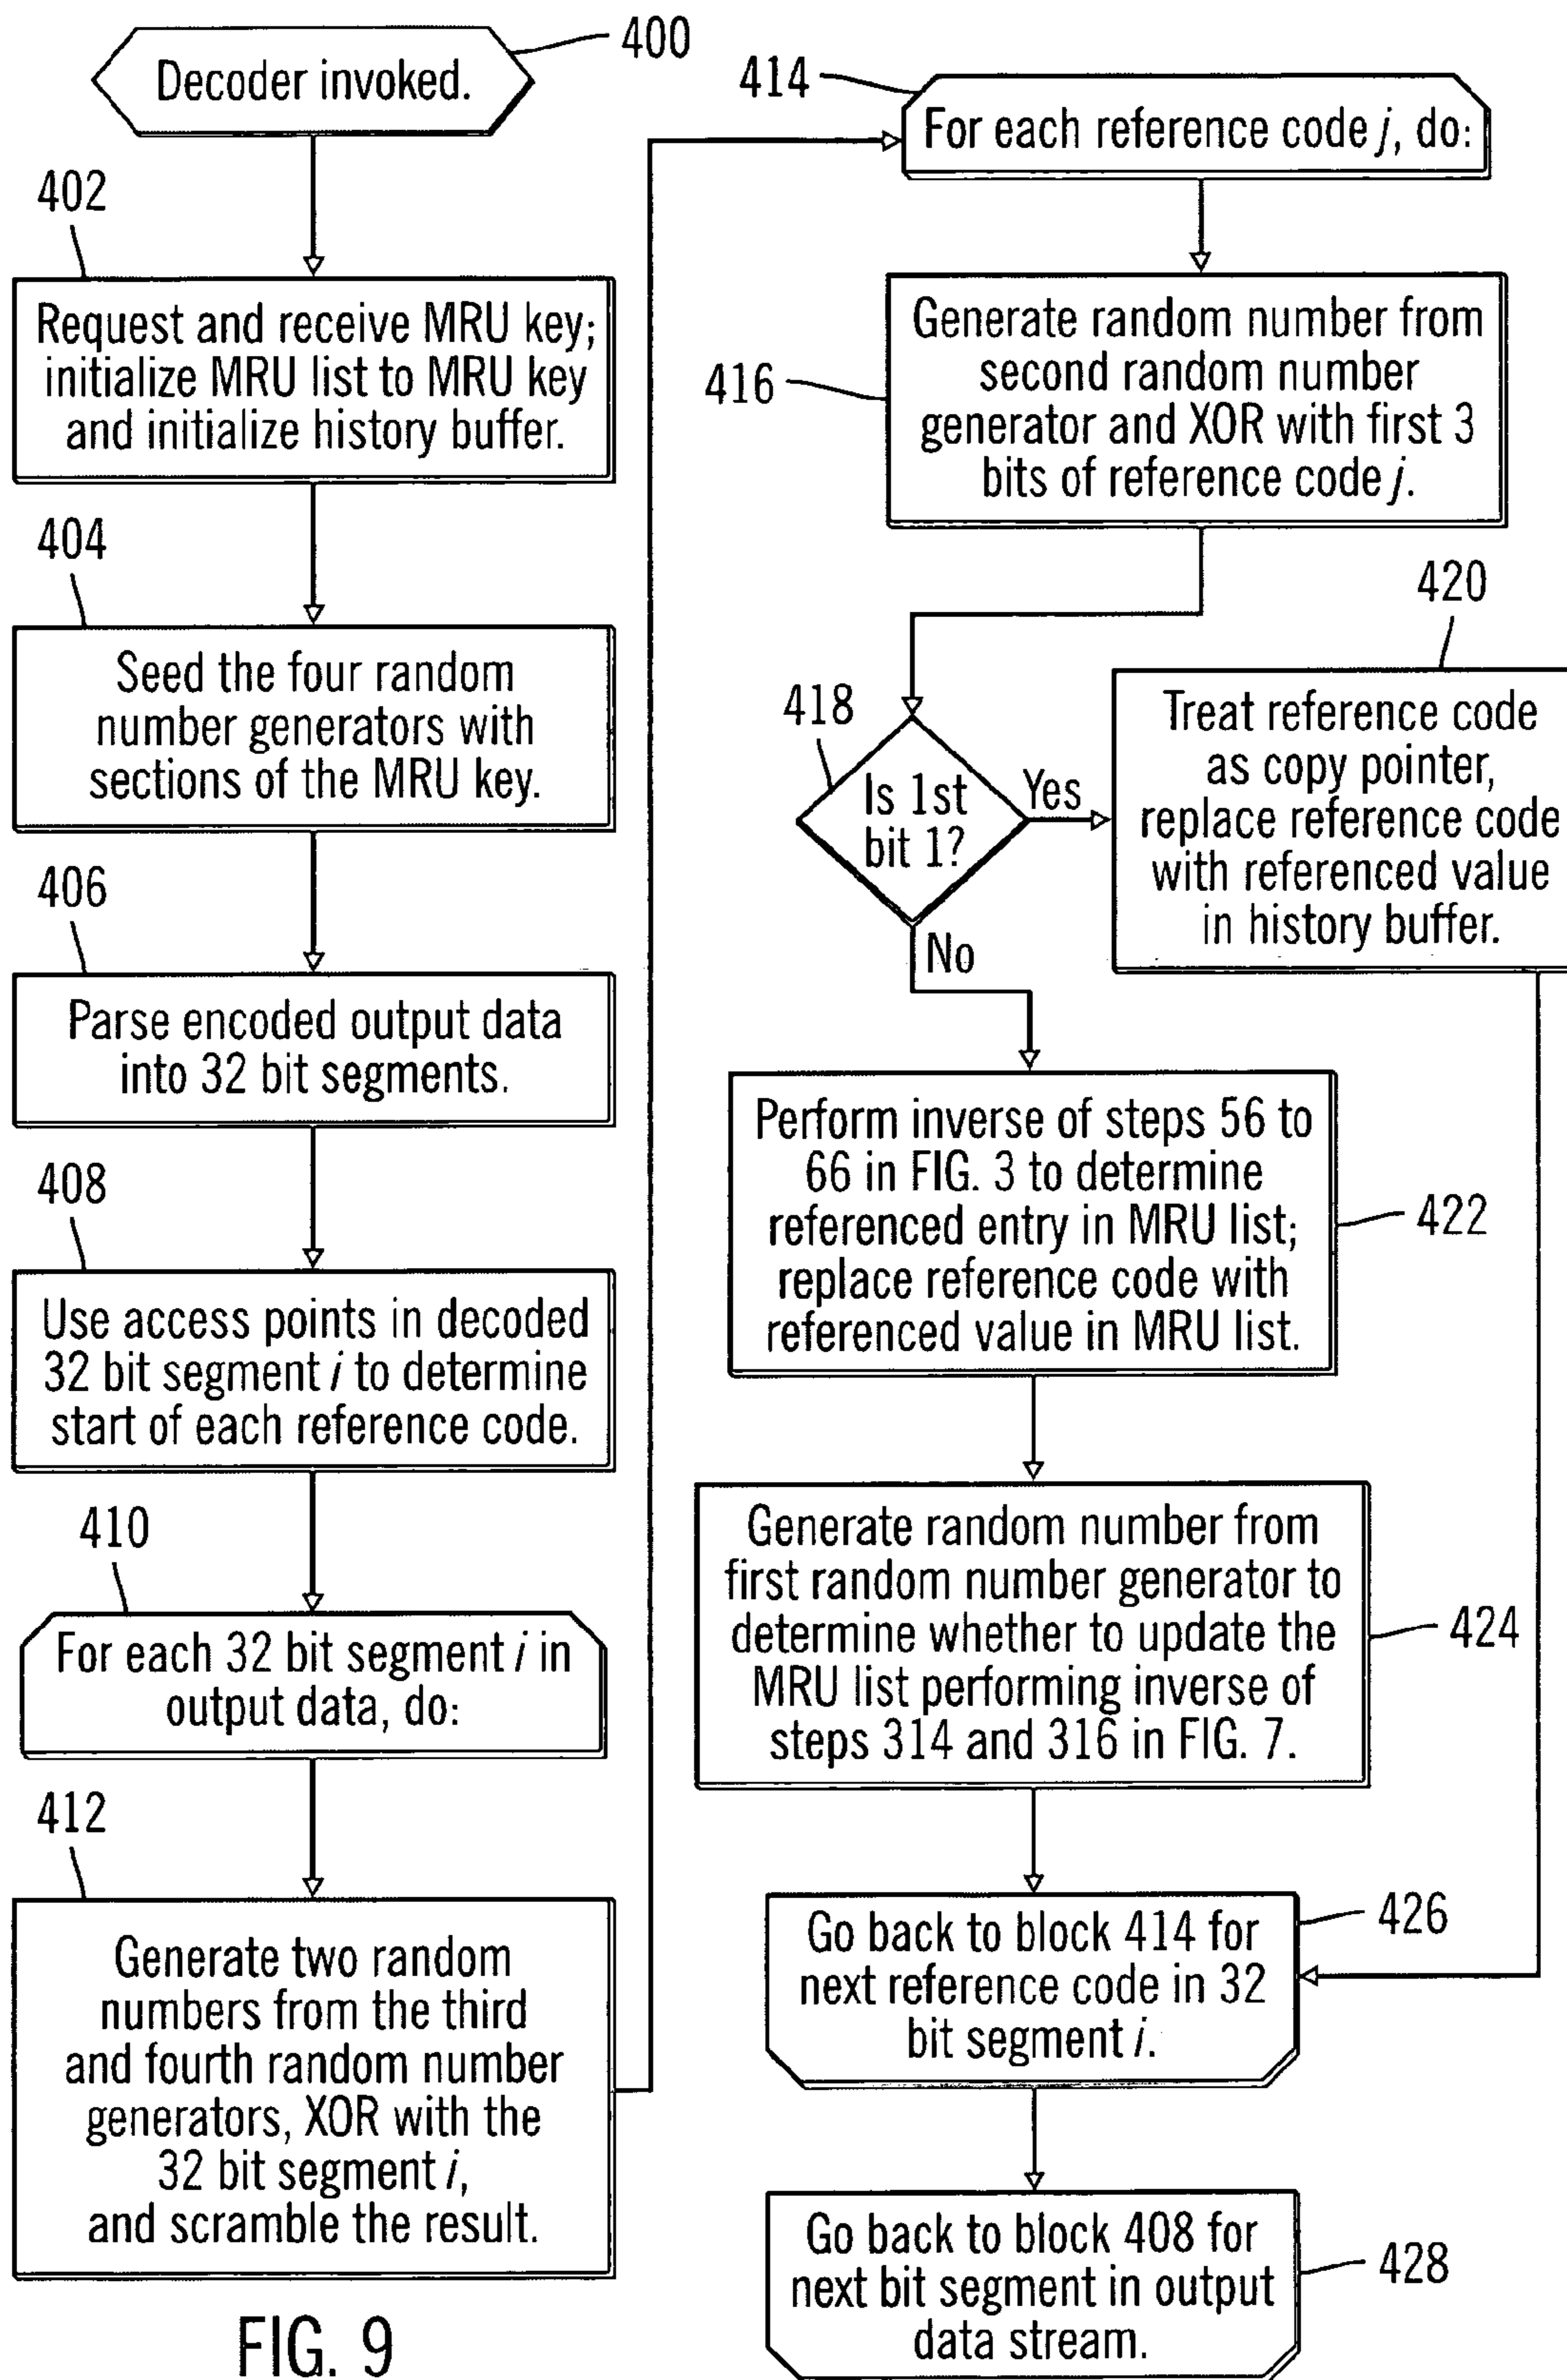 400
Decoder invoked.
402
Request and receive MRU key;
initialize MRU list to MRU key
and initialize history buffer.
404
Seed the four random
number generators with
sections of the MRU key.
406
Parse encoded output data
into 32 bit segments.
408
Use access points in decoded
32 bit segment i to determine
start of each reference code.
410
For each 32 bit segment i in
output data, do:
412
Generate two random
numbers from the third
and fourth random number
generators, XOR with the
32 bit segment i,
and scramble the result.
414
For each reference code j, do:
416
Generate random number from
second random number
generator and XOR with first 3
bits of reference code j.
418
Is 1st
bit 1?
Yes
No
420
Treat reference code
as copy pointer,
replace reference code
with referenced value
in history buffer.
Perform inverse of steps 56 to
66 in FIG. 3 to determine
referenced entry in MRU list;
replace reference code with
referenced value in MRU list.
422
Generate random number from
first random number generator to
determine whether to update the
MRU list performing inverse of
steps 314 and 316 in FIG. 7.
424
Go back to block 414 for
next reference code in 32
bit segment i.
426
Go back to block 408 for
next bit segment in output
data stream.
428
FIG. 9